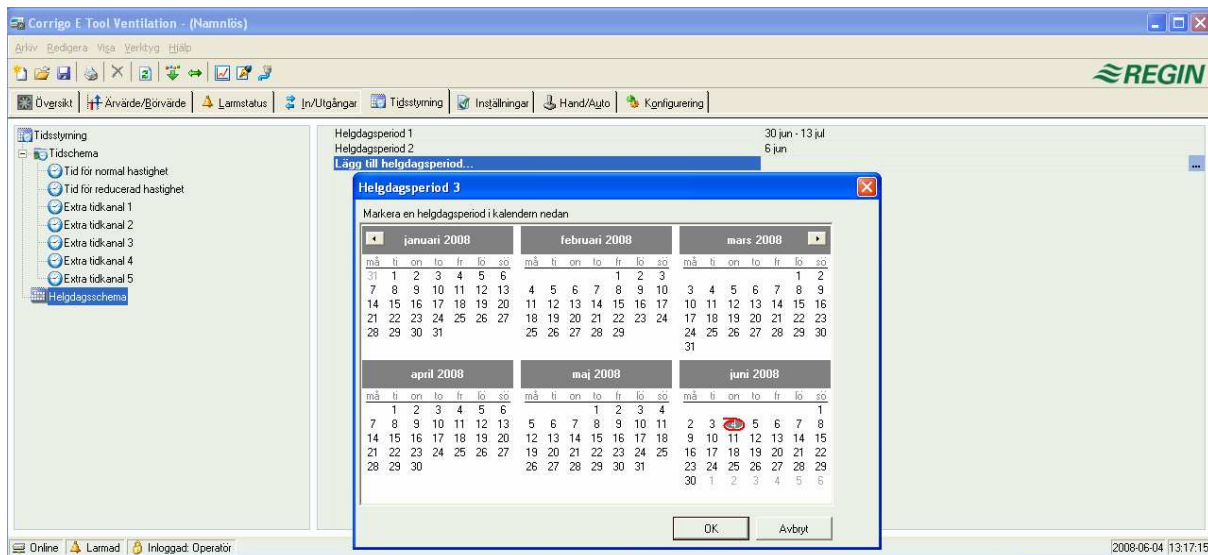 Corrigo E Tool Ventilation - (Namnlös)
Arkiv Redigera Visa Verktyg Hjälp
REGIN
Översikt Ärvärde/Börvärde Larmstatus In/Utgångar Tidsstyrning Inställningar Hand/Auto Konfigurering
Tidsstyrning
Tidschema
Tid för normal hastighet
Tid för reducerad hastighet
Extra tidkanal 1
Extra tidkanal 2
Extra tidkanal 3
Extra tidkanal 4
Extra tidkanal 5
Helgdagsschema
Helgdagsperiod 1 30 jun - 13 jul
Helgdagsperiod 2 6 jun
Lägg till helgdagsperiod... ...
Helgdagsperiod 3
Markera en helgdagsperiod i kalendern nedan
januari 2008 februari 2008 mars 2008
må ti on to fr lö sö må ti on to fr lö sö må ti on to fr lö sö
31 1 2 3 4 5 6 1 2 3 1 2
7 8 9 10 11 12 13 4 5 6 7 8 9 10 3 4 5 6 7 8 9
14 15 16 17 18 19 20 11 12 13 14 15 16 17 10 11 12 13 14 15 16
21 22 23 24 25 26 27 18 19 20 21 22 23 24 17 18 19 20 21 22 23
28 29 30 31 25 26 27 28 29 24 25 26 27 28 29 30
31
april 2008 maj 2008 juni 2008
må ti on to fr lö sö må ti on to fr lö sö må ti on to fr lö sö
1 2 3 4 5 6 1 2 3 4 1
7 8 9 10 11 12 13 5 6 7 8 9 10 11 2 3 4 5 6 7 8
14 15 16 17 18 19 20 12 13 14 15 16 17 18 9 10 11 12 13 14 15
21 22 23 24 25 26 27 19 20 21 22 23 24 25 16 17 18 19 20 21 22
28 29 30 26 27 28 29 30 31 23 24 25 26 27 28 29
30 1 2 3 4 5 6
OK Avbryt
Online Larmad Inloggad: Operatör 2008-06-04 13:17:15